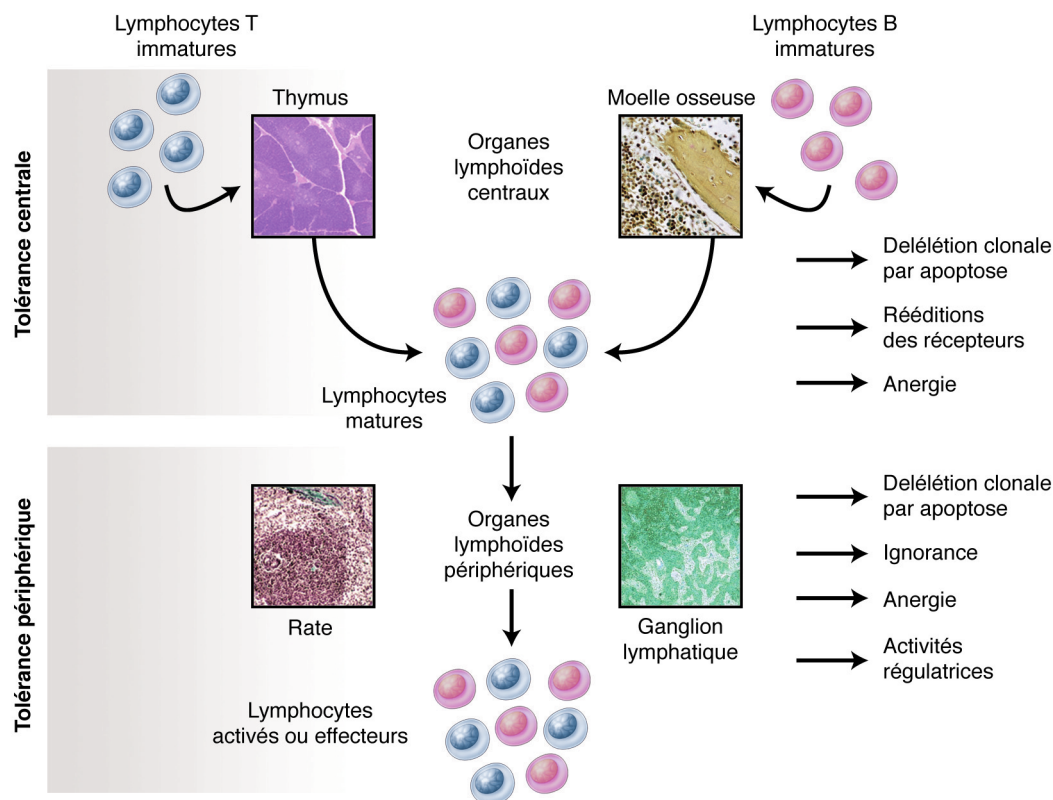 Lymphocytes T
immatures
Lymphocytes B
immatures
Thymus
Moelle osseuse
Organes
lymphoïdes
centraux
Tolérance centrale
Delélétion clonale
par apoptose
Rééditions
des récepteurs
Anergie
Lymphocytes
matures
Tolérance périphérique
Organes
lymphoïdes
périphériques
Rate
Ganglion
lymphatique
Delélétion clonale
par apoptose
Ignorance
Anergie
Activités
régulatrices
Lymphocytes
activés ou effecteurs